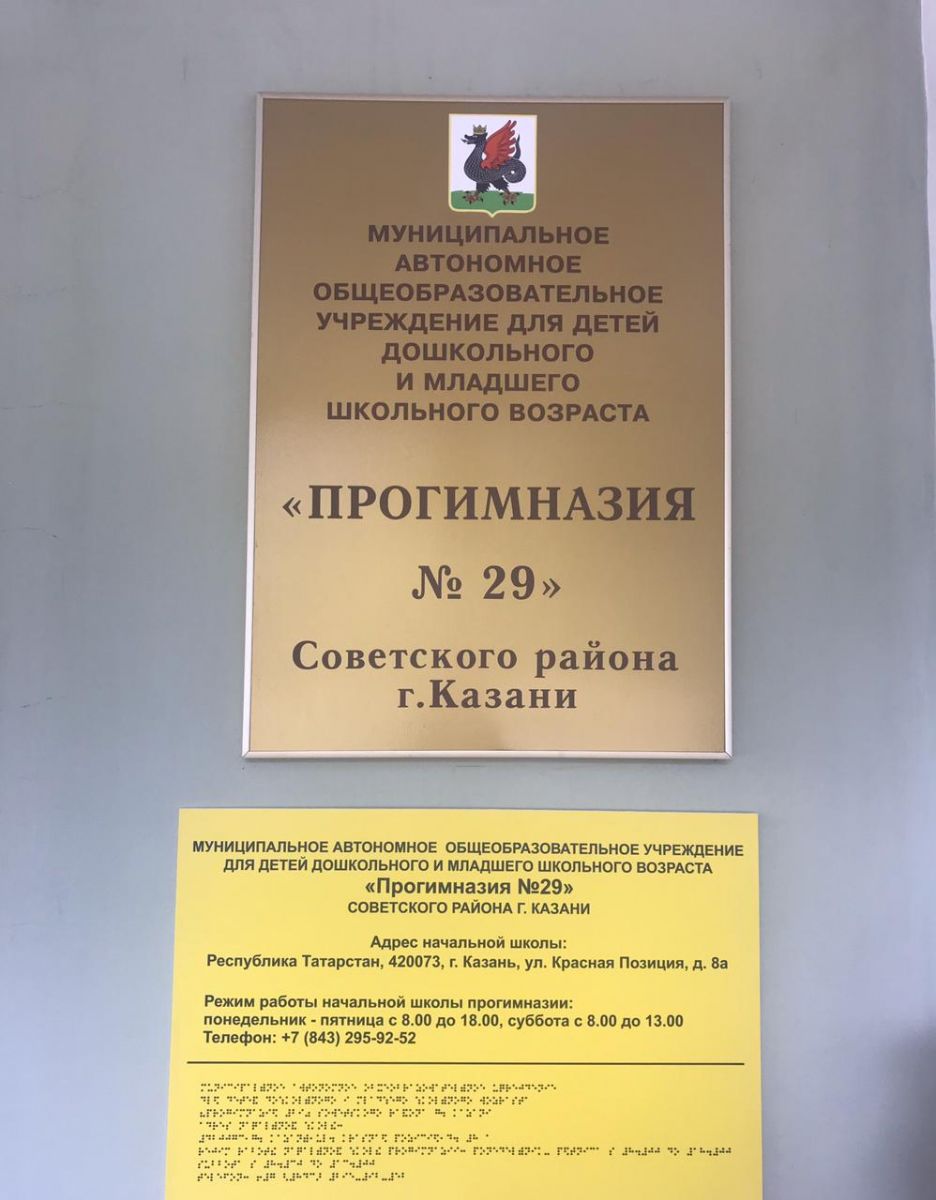 МУНИЦИПАЛЬНОЕ
АВТОНОМНОЕ
ОБЩЕОБРАЗОВАТЕЛЬНОЕ
УЧРЕЖДЕНИЕ ДЛЯ ДЕТЕЙ
ДОШКОЛЬНОГО
И МЛАДШЕГО
ШКОЛЬНОГО ВОЗРАСТА
«ПРОГИМНАЗИЯ
№ 29»
Советского района
г.Казани
МУНИЦИПАЛЬНОЕ АВТОНОМНОЕ ОБЩЕОБРАЗОВАТЕЛЬНОЕ УЧРЕЖДЕНИЕ
ДЛЯ ДЕТЕЙ ДОШКОЛЬНОГО И МЛАДШЕГО ШКОЛЬНОГО ВОЗРАСТА
«Прогимназия №29»
СОВЕТСКОГО РАЙОНА Г. КАЗАНИ
Адрес начальной школы:
Республика Татарстан, 420073, г. Казань, ул. Красная Позиция, д. 8а
Режим работы начальной школы прогимназии:
понедельник - пятница с 8.00 до 18.00, суббота с 8.00 до 13.00
Телефон: +7 (843) 295-92-52